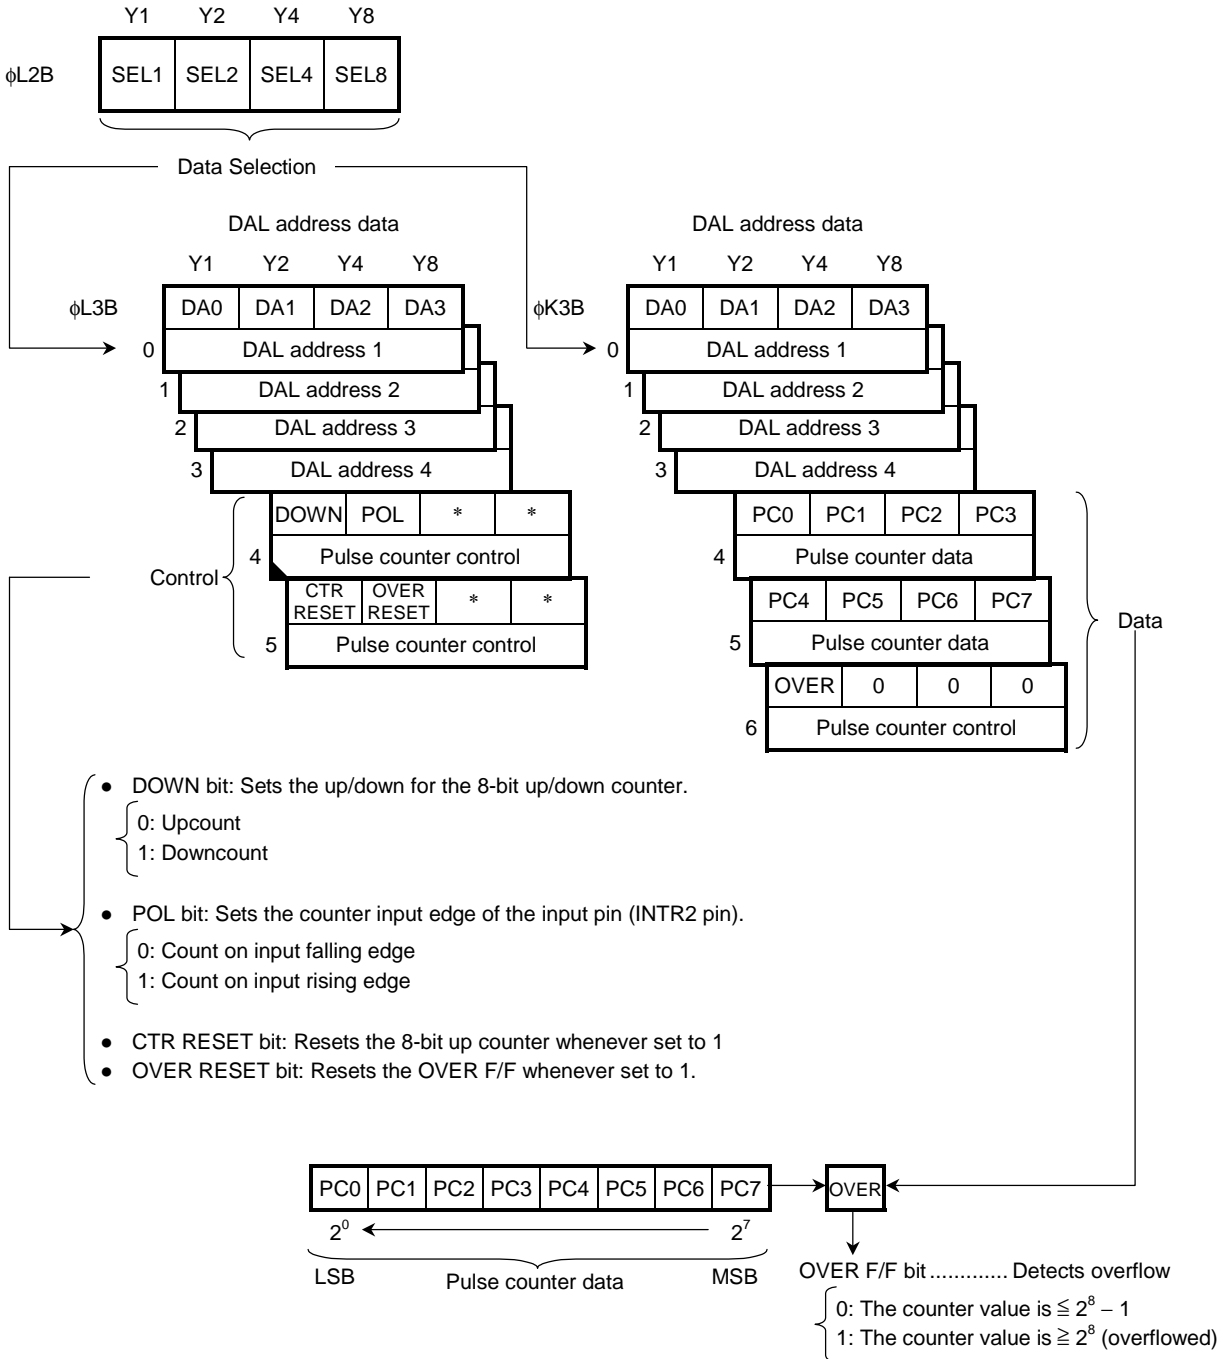 Y1 Y2 Y4 Y8
φL2B SEL1 SEL2 SEL4 SEL8
Data Selection
DAL address data DAL address data
Y1 Y2 Y4 Y8 Y1 Y2 Y4 Y8
φL3B DA0 DA1 DA2 DA3 φK3B DA0 DA1 DA2 DA3
0 DAL address 1 0 DAL address 1
1 DAL address 2 1 DAL address 2
2 DAL address 3 2 DAL address 3
3 DAL address 4 3 DAL address 4
DOWN POL * * PC0 PC1 PC2 PC3
4 Pulse counter control 4 Pulse counter data
Control
CTR RESET OVER RESET * * PC4 PC5 PC6 PC7
5 Pulse counter control 5 Pulse counter data
Data
OVER 0 0 0
6 Pulse counter control
● DOWN bit: Sets the up/down for the 8-bit up/down counter.
0: Upcount
1: Downcount
● POL bit: Sets the counter input edge of the input pin (INTR2 pin).
0: Count on input falling edge
1: Count on input rising edge
● CTR RESET bit: Resets the 8-bit up counter whenever set to 1
● OVER RESET bit: Resets the OVER F/F whenever set to 1.
PC0 PC1 PC2 PC3 PC4 PC5 PC6 PC7 OVER
2⁰ 2⁷
LSB Pulse counter data MSB
OVER F/F bit ............. Detects overflow
0: The counter value is ≦ 2⁸ – 1
1: The counter value is ≧ 2⁸ (overflowed)